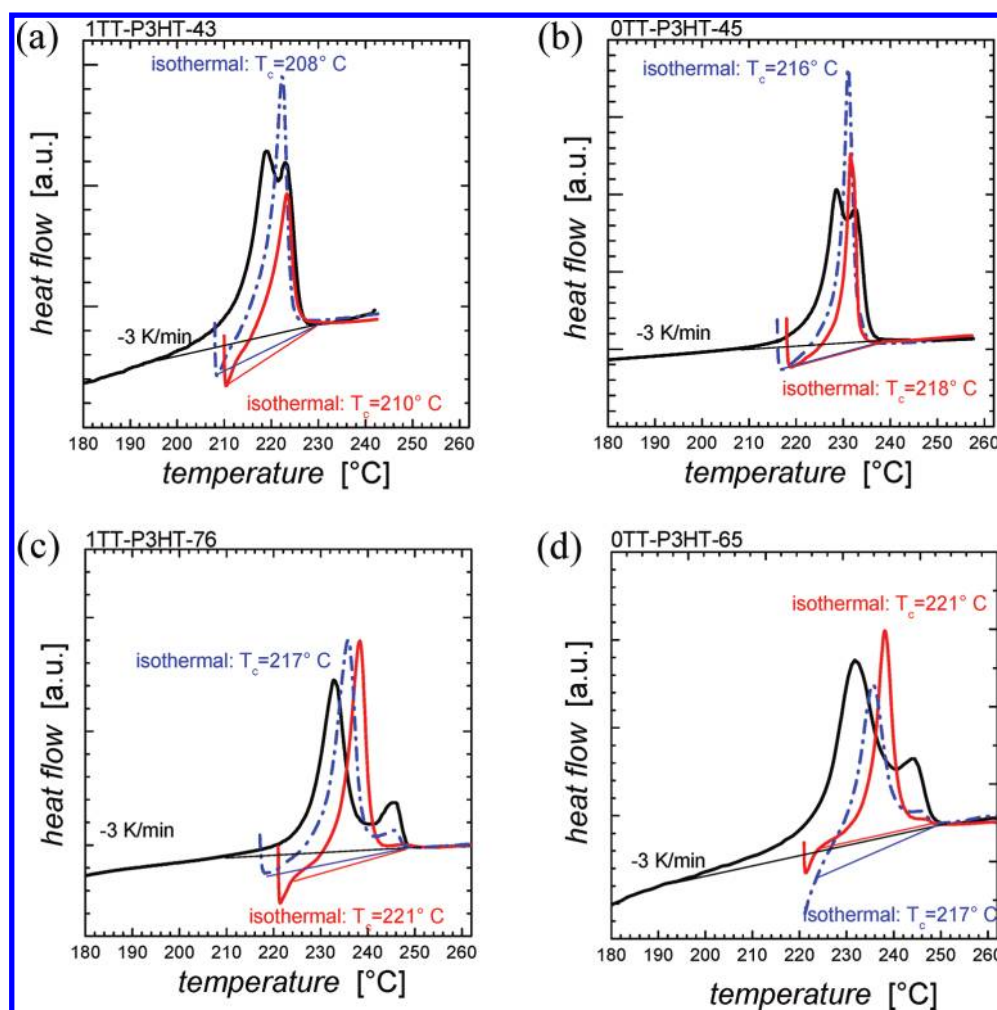 (a)
1TT-P3HT-43
isothermal: Tc=208° C
heat flow [a.u.]
-3 K/min
isothermal: Tc=210° C
180 190 200 210 220 230 240 250 260
temperature [°C]
(b)
0TT-P3HT-45
isothermal: Tc=216° C
heat flow [a.u.]
-3 K/min
isothermal: Tc=218° C
180 190 200 210 220 230 240 250 260
temperature [°C]
(c)
1TT-P3HT-76
isothermal: Tc=217° C
heat flow [a.u.]
-3 K/min
isothermal: Tc=221° C
180 190 200 210 220 230 240 250 260
temperature [°C]
(d)
0TT-P3HT-65
isothermal: Tc=221° C
heat flow [a.u.]
-3 K/min
isothermal: Tc=217° C
180 190 200 210 220 230 240 250 260
temperature [°C]